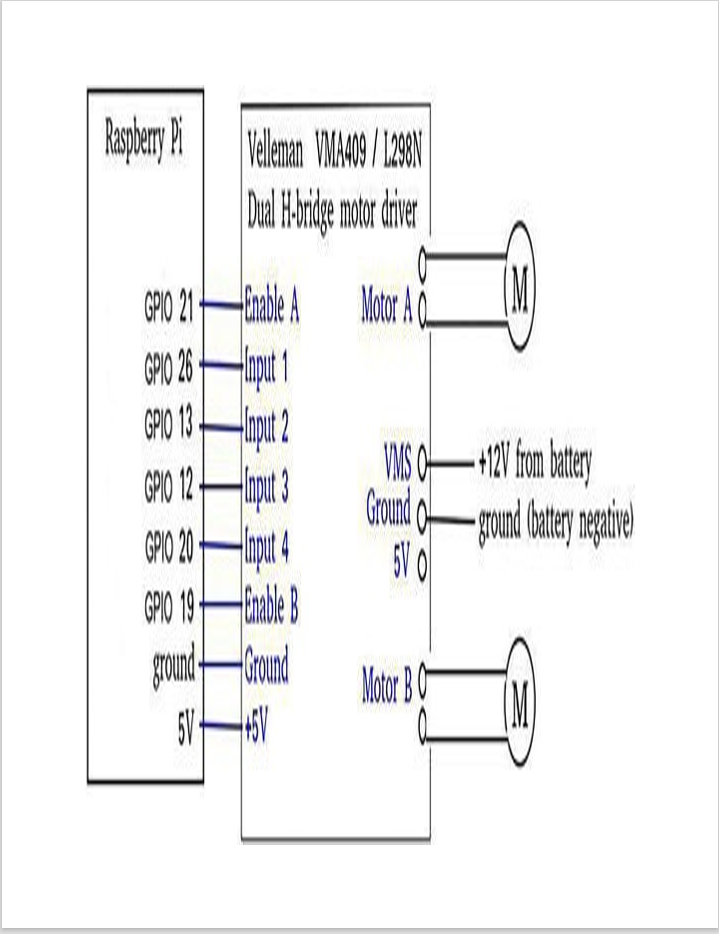 Raspberry Pi
GPIO 21
GPIO 26
GPIO 13
GPIO 12
GPIO 20
GPIO 19
ground
5V
Velleman VMA409 / L298N
Dual H-bridge motor driver
Enable A
Input 1
Input 2
Input 3
Input 4
Enable B
Ground
+5V
Motor A
VMS
Ground
5V
Motor B
M
+12V from battery
ground (battery negative)
M